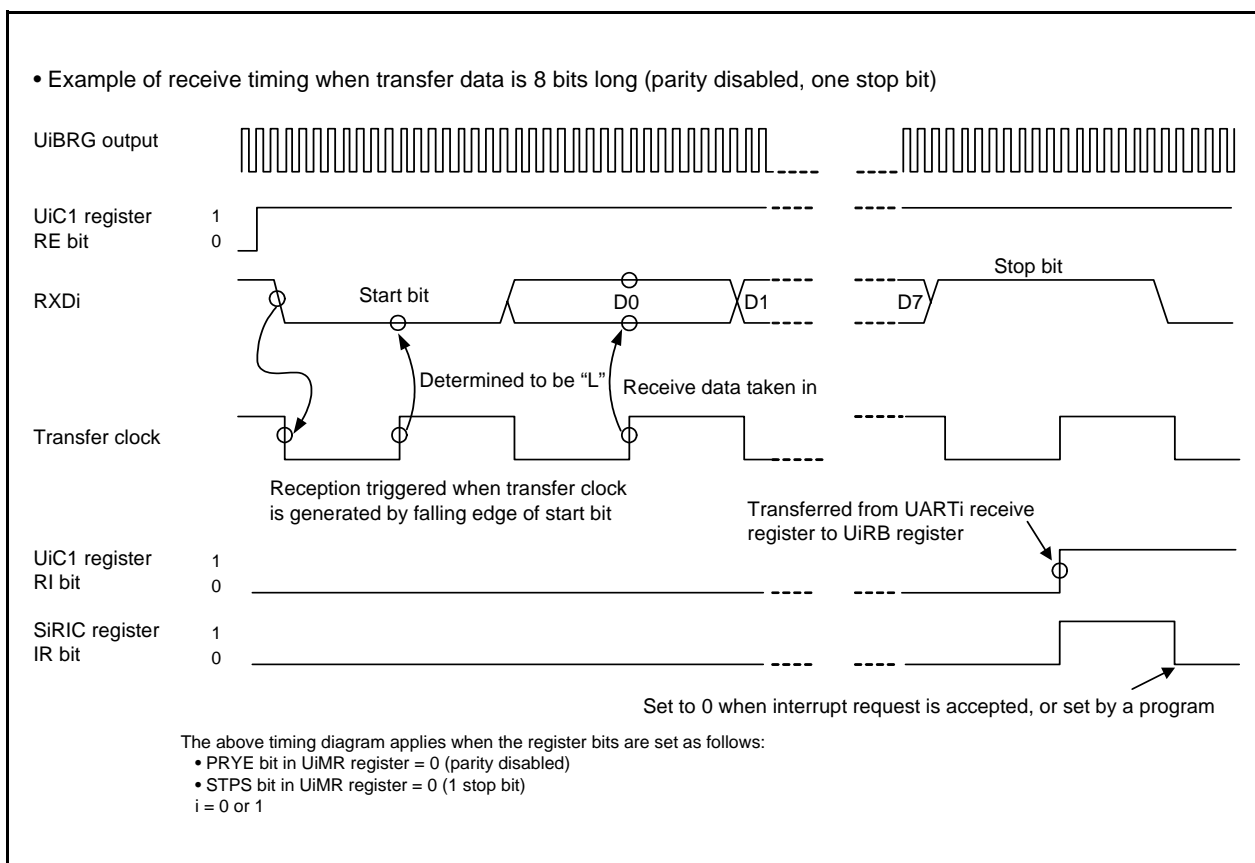 • Example of receive timing when transfer data is 8 bits long (parity disabled, one stop bit)
UiBRG output
UiC1 register
RE bit
1
0
RXDi
Start bit
D0
D1
D7
Stop bit
Determined to be “L”
Receive data taken in
Transfer clock
Reception triggered when transfer clock
is generated by falling edge of start bit
Transferred from UARTi receive
register to UiRB register
UiC1 register
RI bit
1
0
SiRIC register
IR bit
1
0
Set to 0 when interrupt request is accepted, or set by a program
The above timing diagram applies when the register bits are set as follows:
• PRYE bit in UiMR register = 0 (parity disabled)
• STPS bit in UiMR register = 0 (1 stop bit)
i = 0 or 1